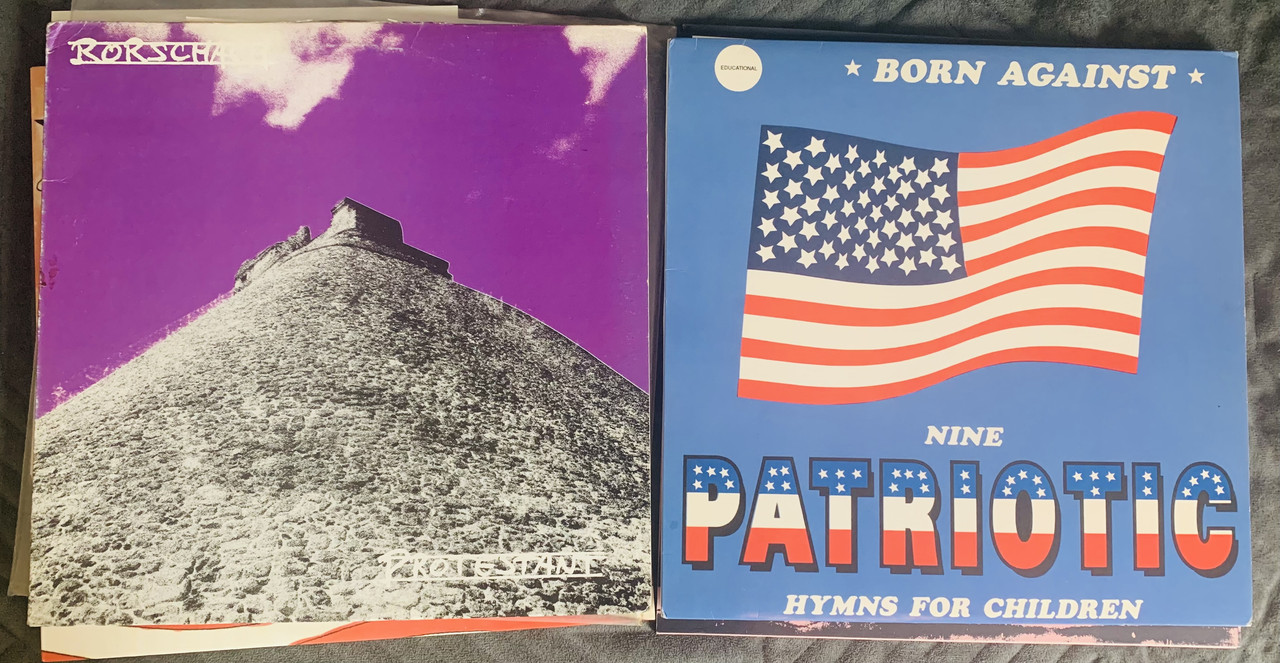 RORSCHACH
PROTESTANT
EDUCATIONAL
BORN AGAINST
NINE
PATRIOTIC
HYMNS FOR CHILDREN